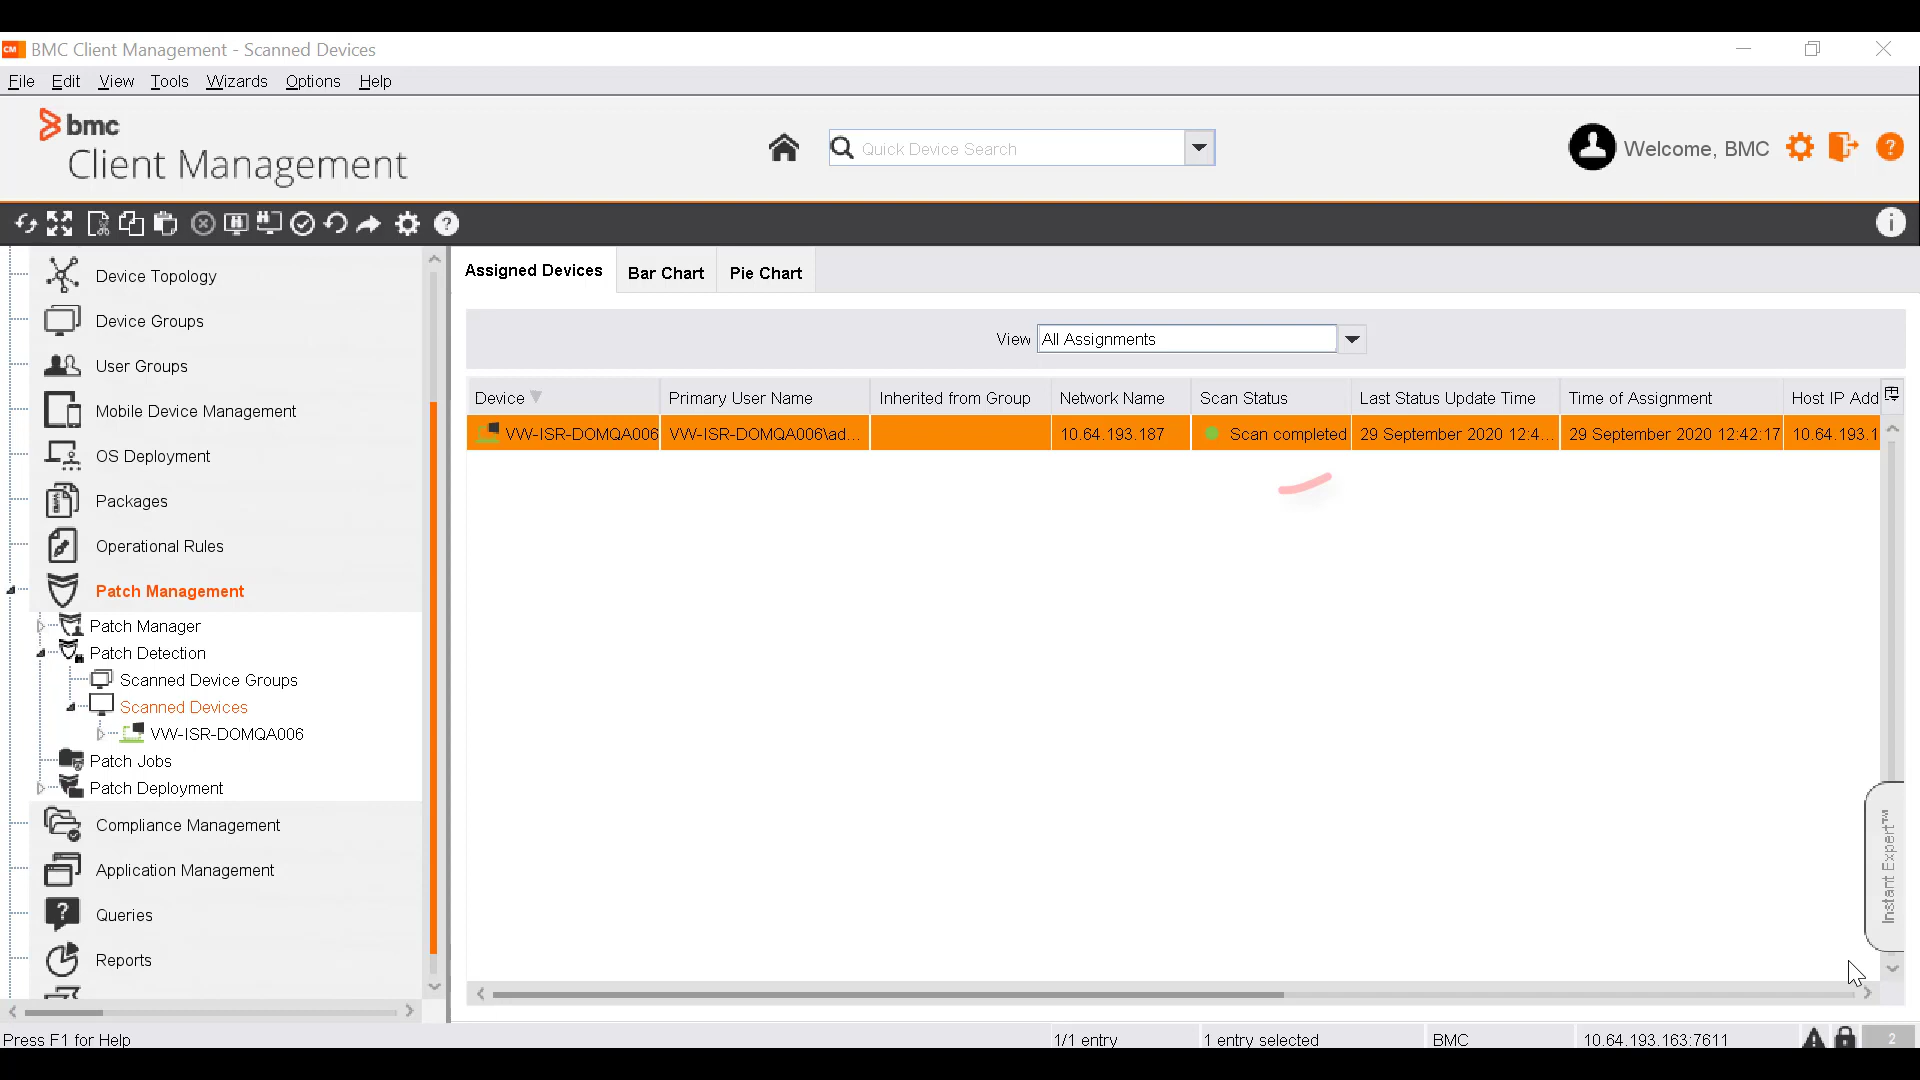 CM BMC Client Management - Scanned Devices
File Edit View Tools Wizards Options Help
bmc
Client Management
Quick Device Search
Welcome, BMC
?
?
i
Device Topology
Device Groups
User Groups
Mobile Device Management
OS Deployment
Packages
Operational Rules
Patch Management
Patch Manager
Patch Detection
Scanned Device Groups
Scanned Devices
VW-ISR-DOMQA006
Patch Jobs
Patch Deployment
Compliance Management
Application Management
Queries
Reports
Assigned Devices Bar Chart Pie Chart
View All Assignments
Device Primary User Name Inherited from Group Network Name Scan Status Last Status Update Time Time of Assignment Host IP Add
VW-ISR-DOMQA006 VW-ISR-DOMQA006\ad... 10.64.193.187 Scan completed 29 September 2020 12:4... 29 September 2020 12:42:17 10.64.193.1
Instant Expert™
Press F1 for Help 1/1 entry 1 entry selected BMC 10.64.193.163:7611 2